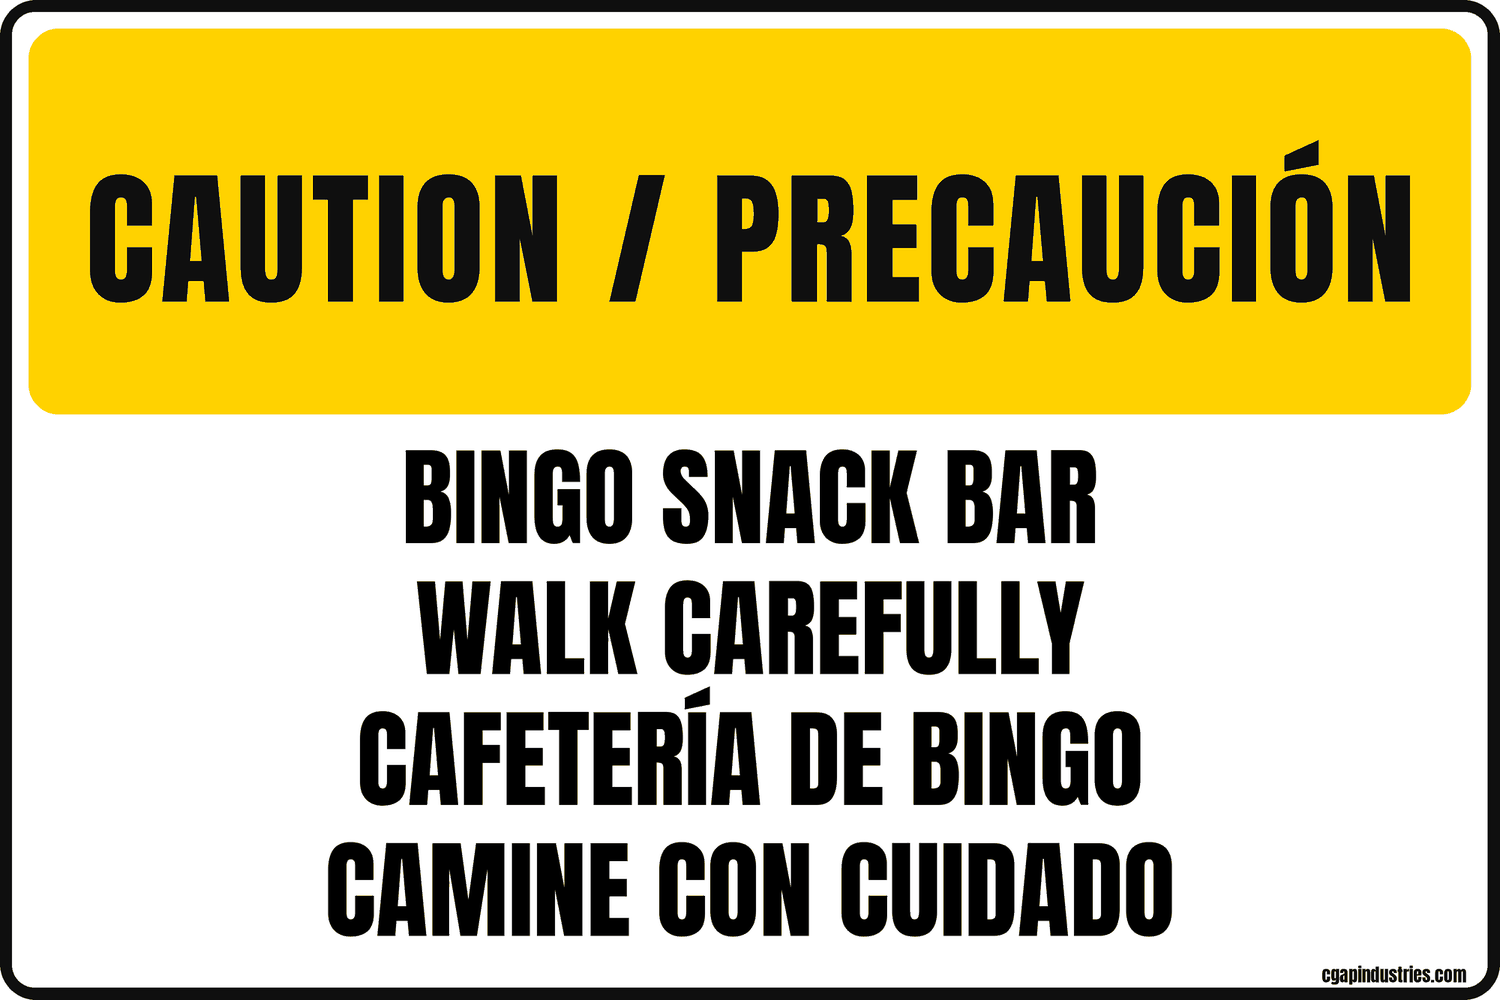 CAUTION / PRECAUCIÓN
BINGO SNACK BAR
WALK CAREFULLY
CAFETERÍA DE BINGO
CAMINE CON CUIDADO
cgapindustries.com